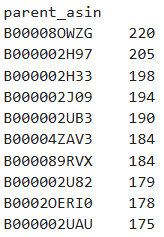 parent_asin
B00008OWZG    220
B000002H97    205
B000002H33    198
B000002J09    194
B000002UB3    190
B00004ZAV3    184
B000089RVX    184
B000002U82    179
B0002OERI0    178
B000002UAU    175